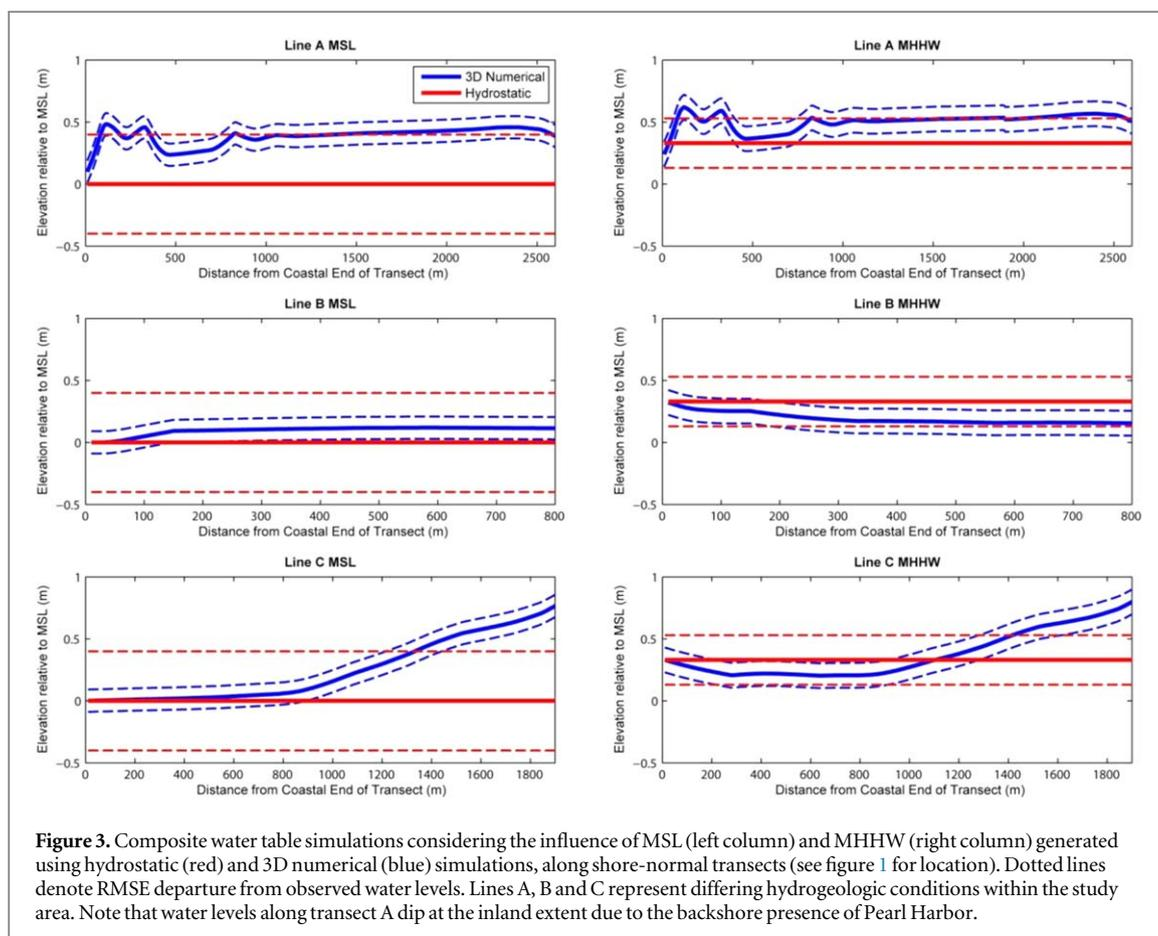 Line A MSL
Elevation relative to MSL (m)
1
0.5
0
−0.5
3D Numerical
Hydrostatic
0 500 1000 1500 2000 2500
Distance from Coastal End of Transect (m)
Line A MHHW
Elevation relative to MSL (m)
1
0.5
0
−0.5
0 500 1000 1500 2000 2500
Distance from Coastal End of Transect (m)
Line B MSL
Elevation relative to MSL (m)
1
0.5
0
−0.5
0 100 200 300 400 500 600 700 800
Distance from Coastal End of Transect (m)
Line B MHHW
Elevation relative to MSL (m)
1
0.5
0
−0.5
0 100 200 300 400 500 600 700 800
Distance from Coastal End of Transect (m)
Line C MSL
Elevation relative to MSL (m)
1
0.5
0
−0.5
0 200 400 600 800 1000 1200 1400 1600 1800
Distance from Coastal End of Transect (m)
Line C MHHW
Elevation relative to MSL (m)
1
0.5
0
−0.5
0 200 400 600 800 1000 1200 1400 1600 1800
Distance from Coastal End of Transect (m)
Figure 3. Composite water table simulations considering the influence of MSL (left column) and MHHW (right column) generated
using hydrostatic (red) and 3D numerical (blue) simulations, along shore-normal transects (see figure 1 for location). Dotted lines
denote RMSE departure from observed water levels. Lines A, B and C represent differing hydrogeologic conditions within the study
area. Note that water levels along transect A dip at the inland extent due to the backshore presence of Pearl Harbor.